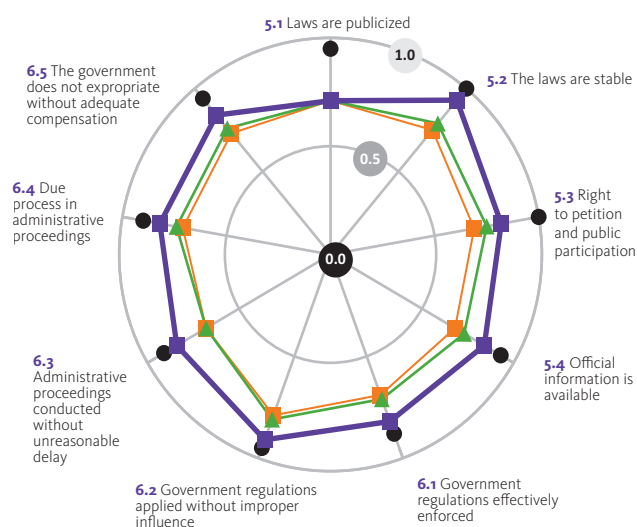 5.1 Laws are publicized
1.0
6.5 The government
does not expropriate
without adequate
compensation
5.2 The laws are stable
0.5
6.4 Due
process in
administrative
proceedings
5.3 Right
to petition
and public
participation
0.0
6.3
Administrative
proceedings
conducted
without
unreasonable
delay
5.4 Official
information is
available
6.2 Government regulations
applied without improper
influence
6.1 Government
regulations effectively
enforced